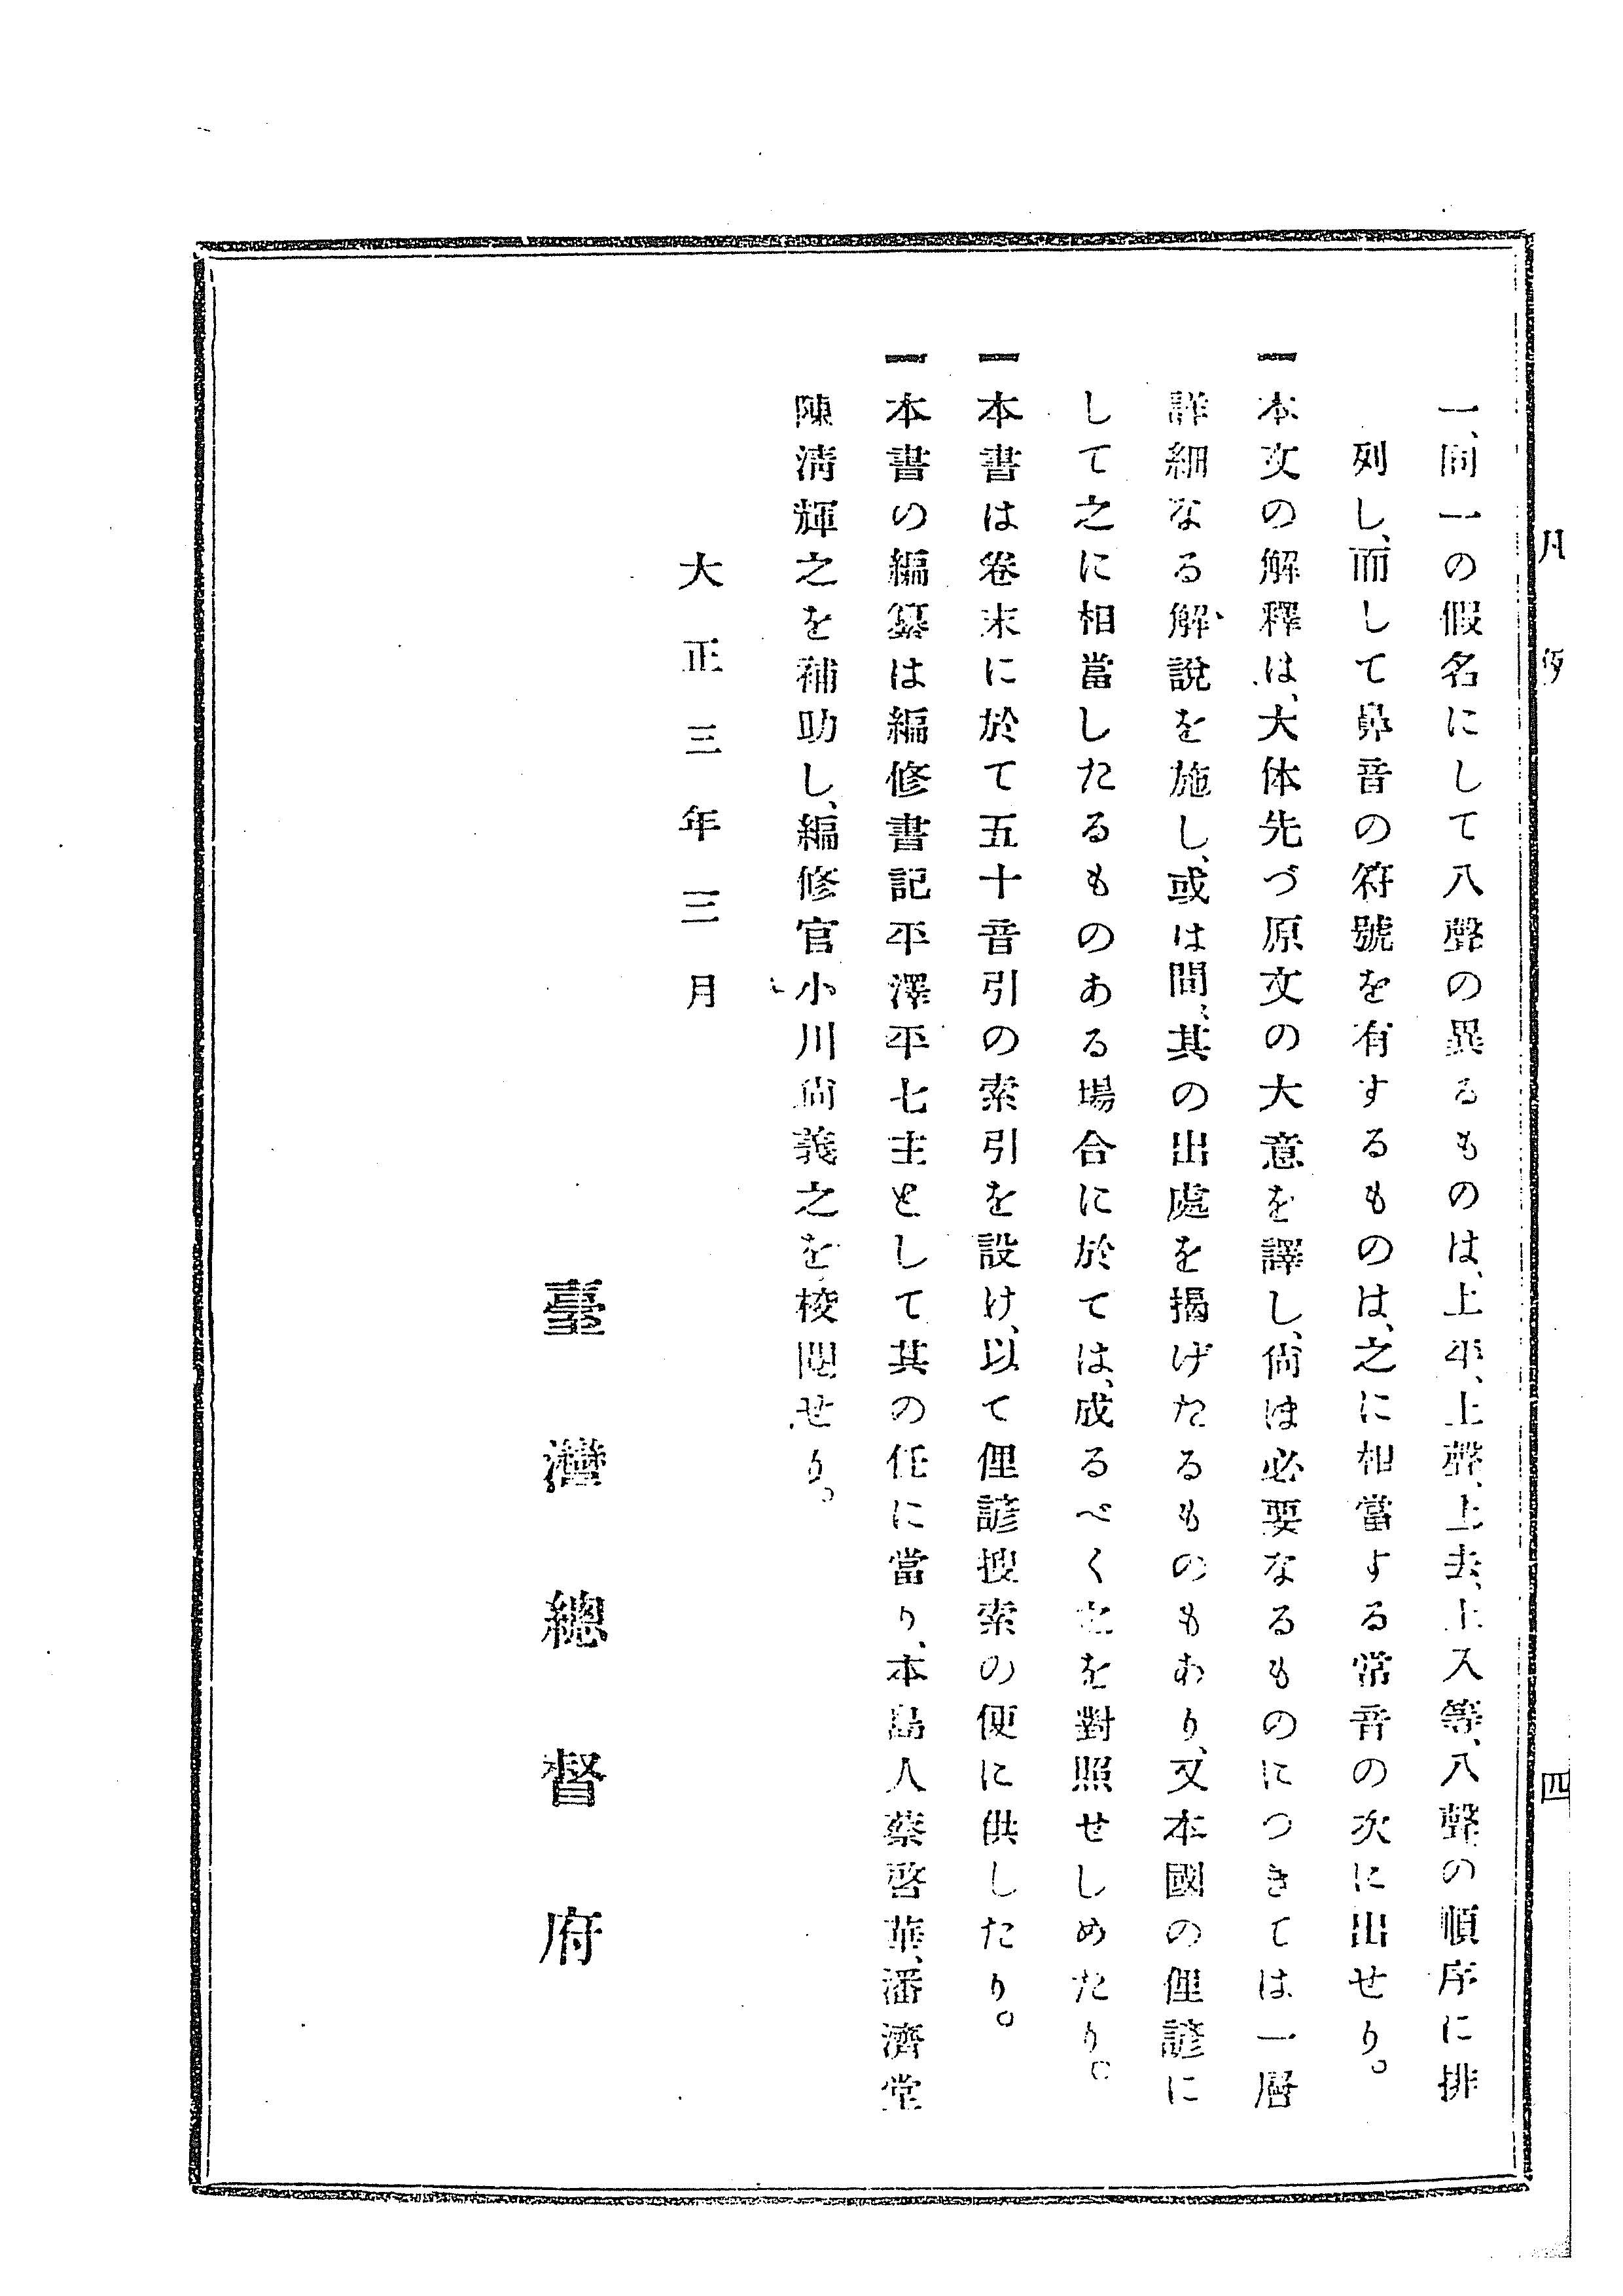 凡例
四
一、同一の假名にして八聲の異るものは、上平、上聲、上去、上入等、八聲の順序に排
列し、而して鼻音の符號を有するものは、之に相當する常音の次に出せり。
一 本文の解釋は、大体先づ原文の大意を譯し、尙ほ必要なるものにつきては一層
詳細なる解說を施し、或は間、其の出處を揭げたるものもあり、又本國の俚諺に
して之に相當したるものある場合に於ては、成るべく之を對照せしめたり。
一 本書は卷末に於て五十音引の索引を設け、以て俚諺搜索の便に供したり。
一 本書の編纂は編修書記平澤平七主として其の任に當り、本島人蔡啓華、潘濟堂
陳淸輝之を補助し、編修官小川尙義之を校閱せり。
大正三年三月
臺灣總督府